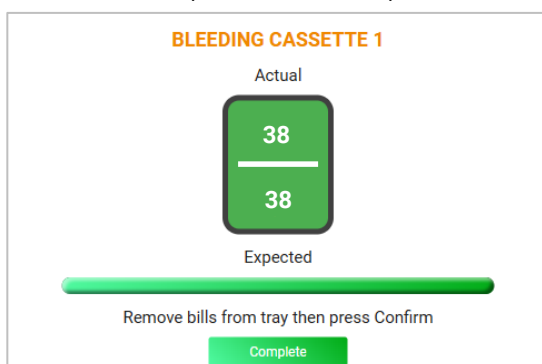 BLEEDING CASSETTE 1
Actual
38
38
Expected
Remove bills from tray then press Confirm
Complete